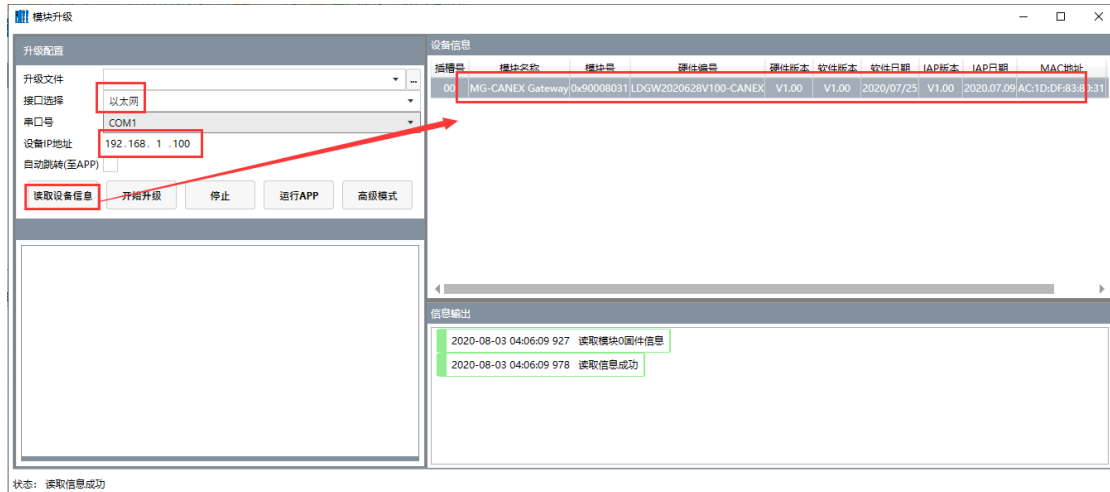 模块升级
升级配置
升级文件
...
接口选择 以太网
串口号 COM1
设备IP地址 192.168. 1 .100
自动跳转(至APP)
读取设备信息 开始升级 停止 运行APP 高级模式
设备信息
插槽号 模块名称 模块号 硬件编号 硬件版本 软件版本 软件日期 IAP版本 IAP日期 MAC地址
00 MG-CANEX Gateway 0x90008031 LDGW2020628V100-CANEX V1.00 V1.00 2020/07/25 V1.00 2020.07.09 AC:1D:DF:83:80:31
信息输出
2020-08-03 04:06:09 927 读取模块0固件信息
2020-08-03 04:06:09 978 读取信息成功
状态: 读取信息成功